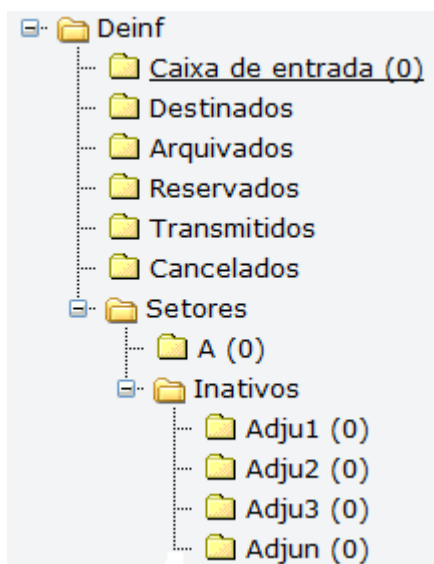 Deinf
Caixa de entrada (0)
Destinados
Arquivados
Reservados
Transmitidos
Cancelados
Setores
A (0)
Inativos
Adju1 (0)
Adju2 (0)
Adju3 (0)
Adjun (0)